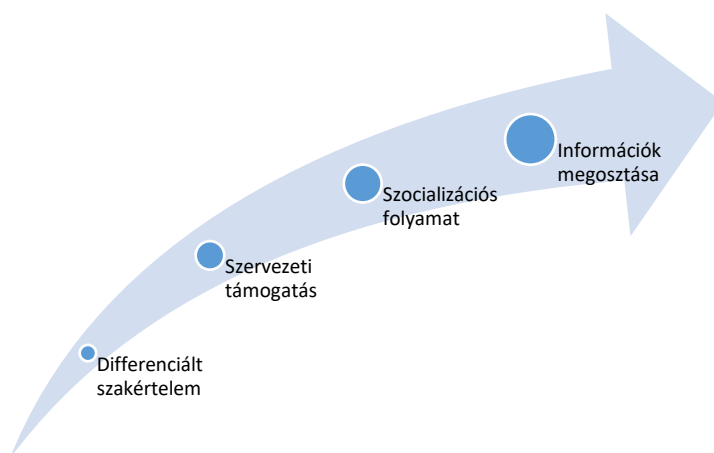 Információk
megosztása
Szocializációs
folyamat
Szervezeti
támogatás
Differenciált
szakértelem